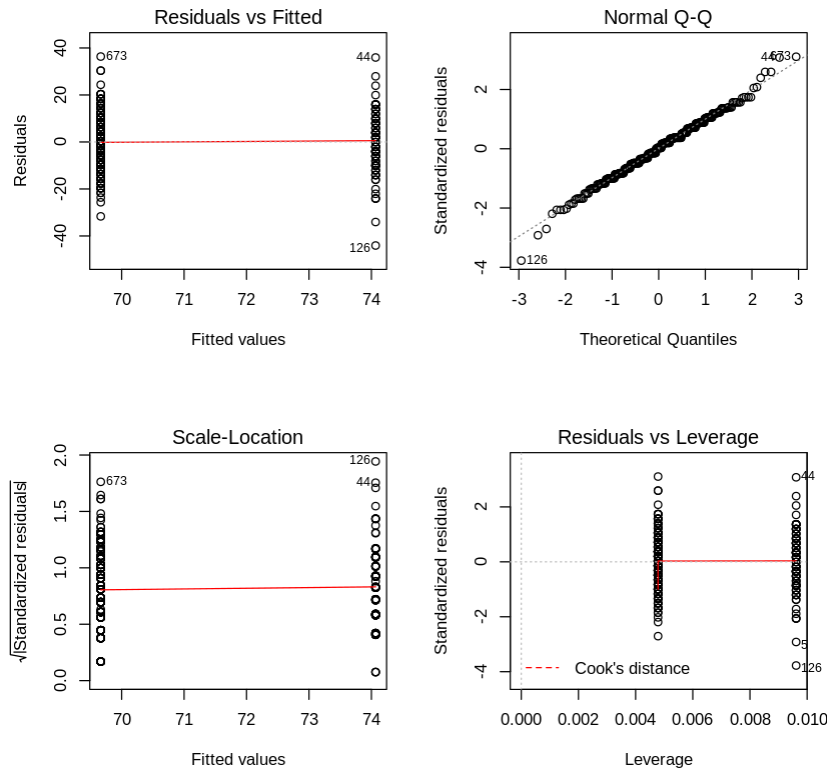 Residuals vs Fitted
Residuals
40
20
0
-20
-40
673
44
126
70 71 72 73 74
Fitted values
Normal Q-Q
Standardized residuals
2
0
-2
-4
673
126
-3 -2 -1 0 1 2 3
Theoretical Quantiles
Scale-Location
√|Standardized residuals|
2.0
1.5
1.0
0.5
0.0
126
673
44
70 71 72 73 74
Fitted values
Residuals vs Leverage
Standardized residuals
2
0
-2
-4
44
5
126
Cook's distance
0.000 0.002 0.004 0.006 0.008 0.010
Leverage